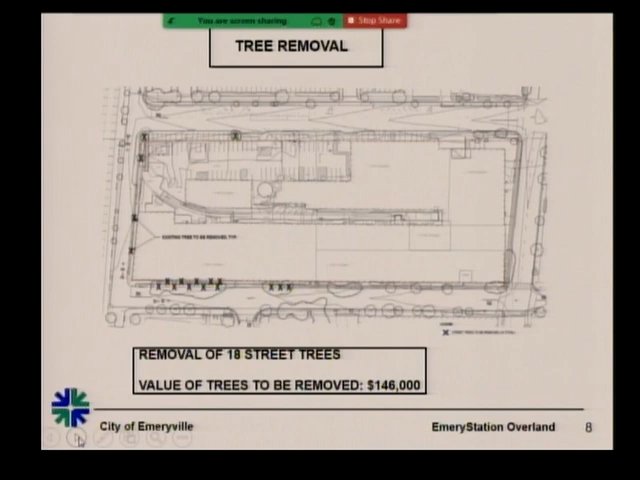 You are screen sharing
Stop Share
TREE REMOVAL
EXISTING TREE TO BE REMOVED, TYP.
REMOVAL OF 18 STREET TREES
VALUE OF TREES TO BE REMOVED: $146,000
City of Emeryville
EmeryStation Overland
8